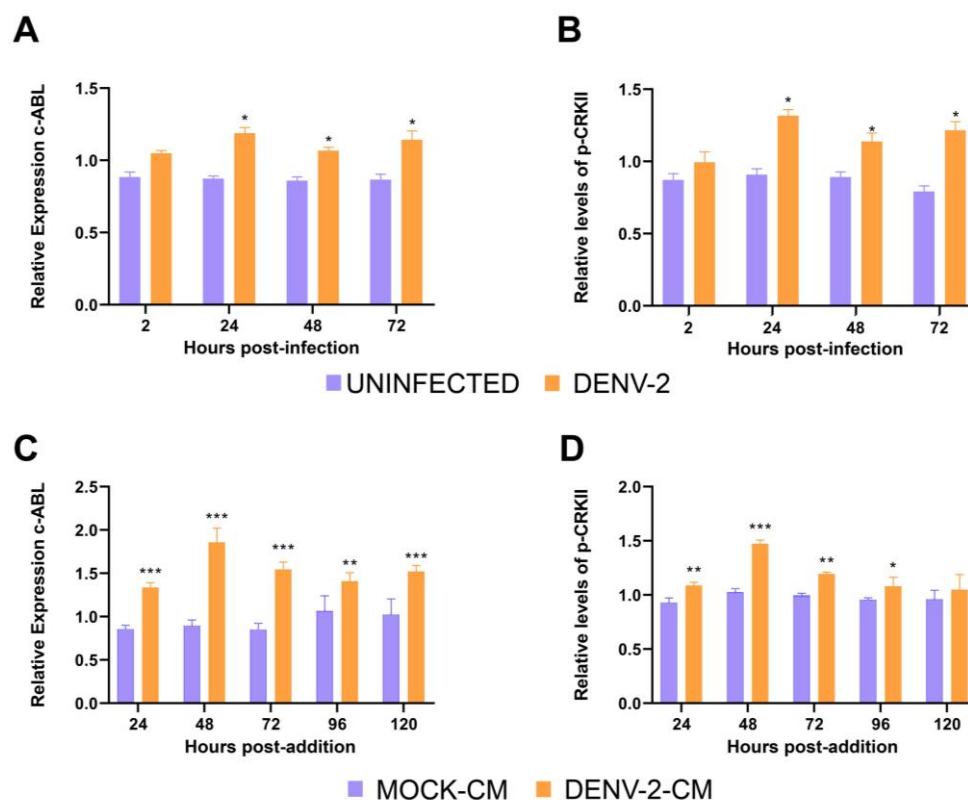 A
Relative Expression c-ABL
1.5
1.0
0.5
0.0
* * *
2 24 48 72
Hours post-infection
B
Relative levels of p-CRKII
1.5
1.0
0.5
0.0
* * *
2 24 48 72
Hours post-infection
UNINFECTED DENV-2
C
Relative Expression c-ABL
2.5
2.0
1.5
1.0
0.5
0.0
*** *** *** ** ***
24 48 72 96 120
Hours post-addition
D
Relative levels of p-CRKII
2.0
1.5
1.0
0.5
0.0
** *** ** *
24 48 72 96 120
Hours post-addition
MOCK-CM DENV-2-CM